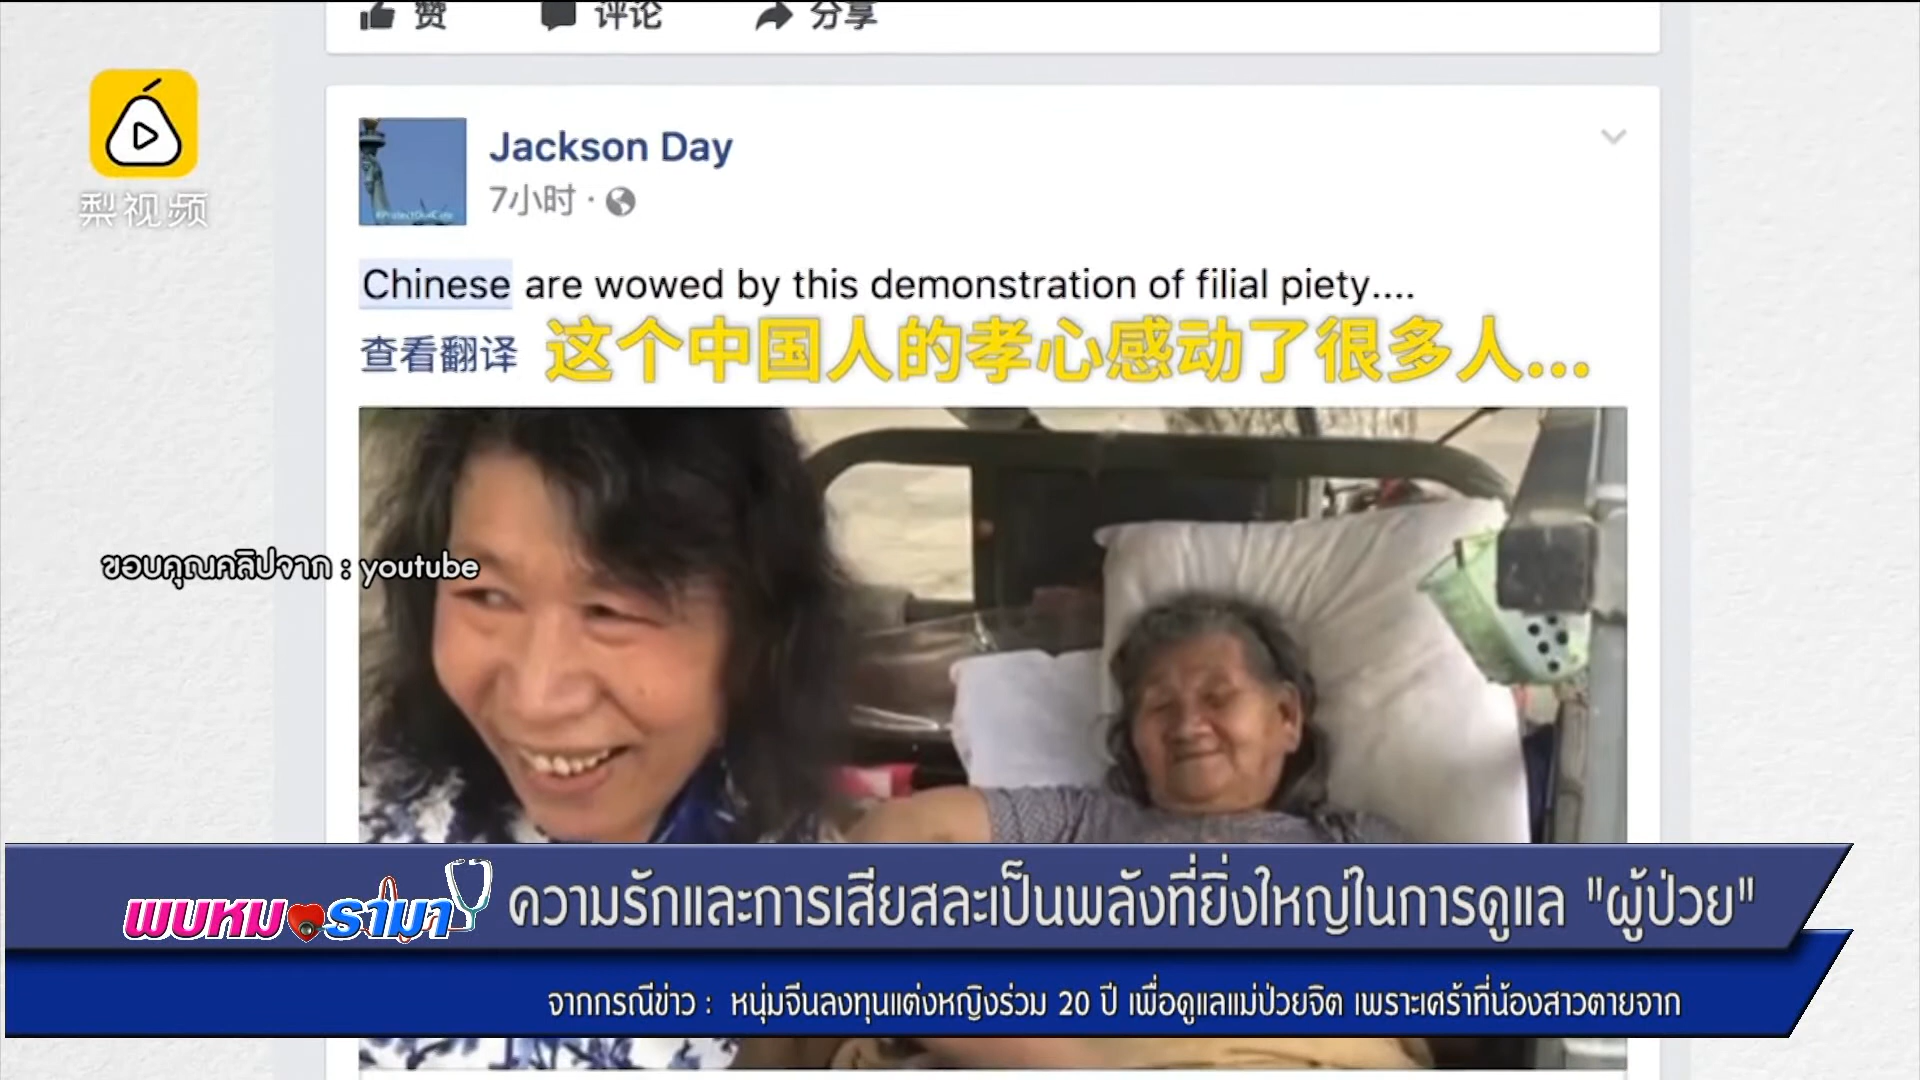 赞 评论 分享
梨视频
Jackson Day
7小时 ·
Chinese are wowed by this demonstration of filial piety....
查看翻译 这个中国人的孝心感动了很多人...
ขอบคุณคลิปจาก : youtube
พบหมอรามา ความรักและการเสียสละเป็นพลังที่ยิ่งใหญ่ในการดูแล "ผู้ป่วย"
จากกรณีข่าว : หนุ่มจีนลงทุนแต่งหญิงร่วม 20 ปี เพื่อดูแลแม่ป่วยจิต เพราะเศร้าที่น้องสาวตายจาก